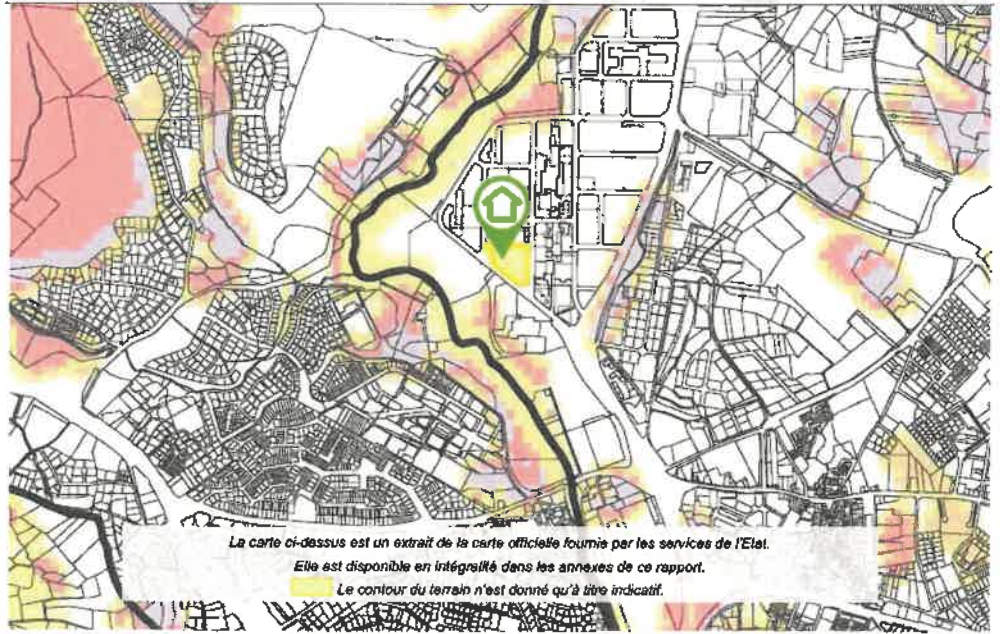 La carte ci-dessus est un extrait de la carte officielle fournie par les services de l'Etat.
Elle est disponible en intégralité dans les annexes de ce rapport.
Le contour du terrain n'est donné qu'à titre indicatif.